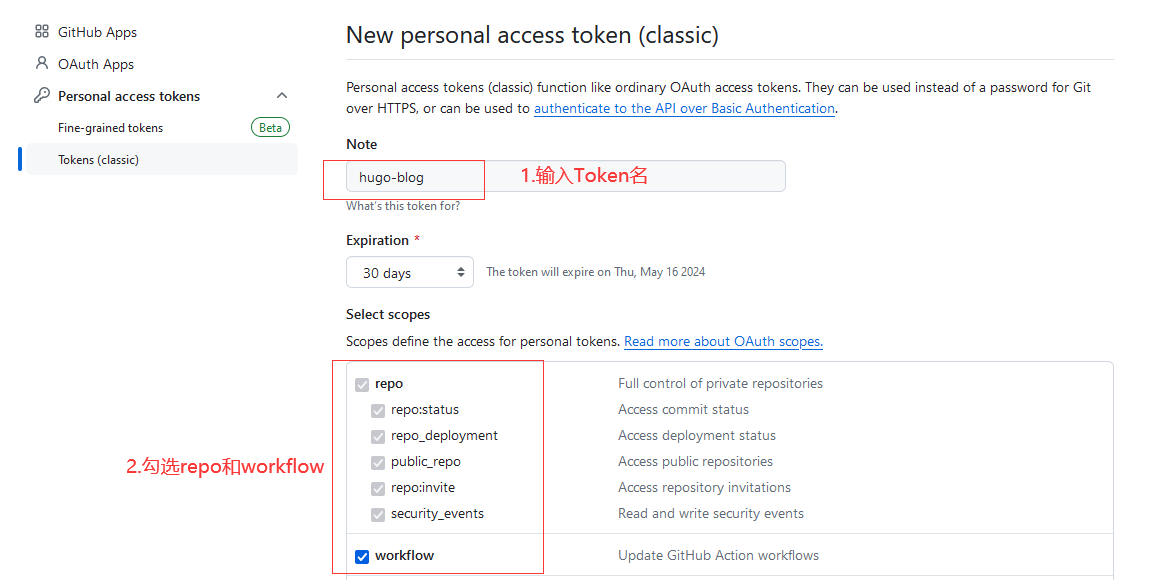 GitHub Apps
OAuth Apps
Personal access tokens
Fine-grained tokens Beta
Tokens (classic)
New personal access token (classic)
Personal access tokens (classic) function like ordinary OAuth access tokens. They can be used instead of a password for Git
over HTTPS, or can be used to authenticate to the API over Basic Authentication.
Note
hugo-blog 1.输入Token名
What's this token for?
Expiration *
30 days The token will expire on Thu, May 16 2024
Select scopes
Scopes define the access for personal tokens. Read more about OAuth scopes.
repo Full control of private repositories
repo:status Access commit status
repo_deployment Access deployment status
public_repo Access public repositories
2.勾选repo和workflow
repo:invite Access repository invitations
security_events Read and write security events
workflow Update GitHub Action workflows